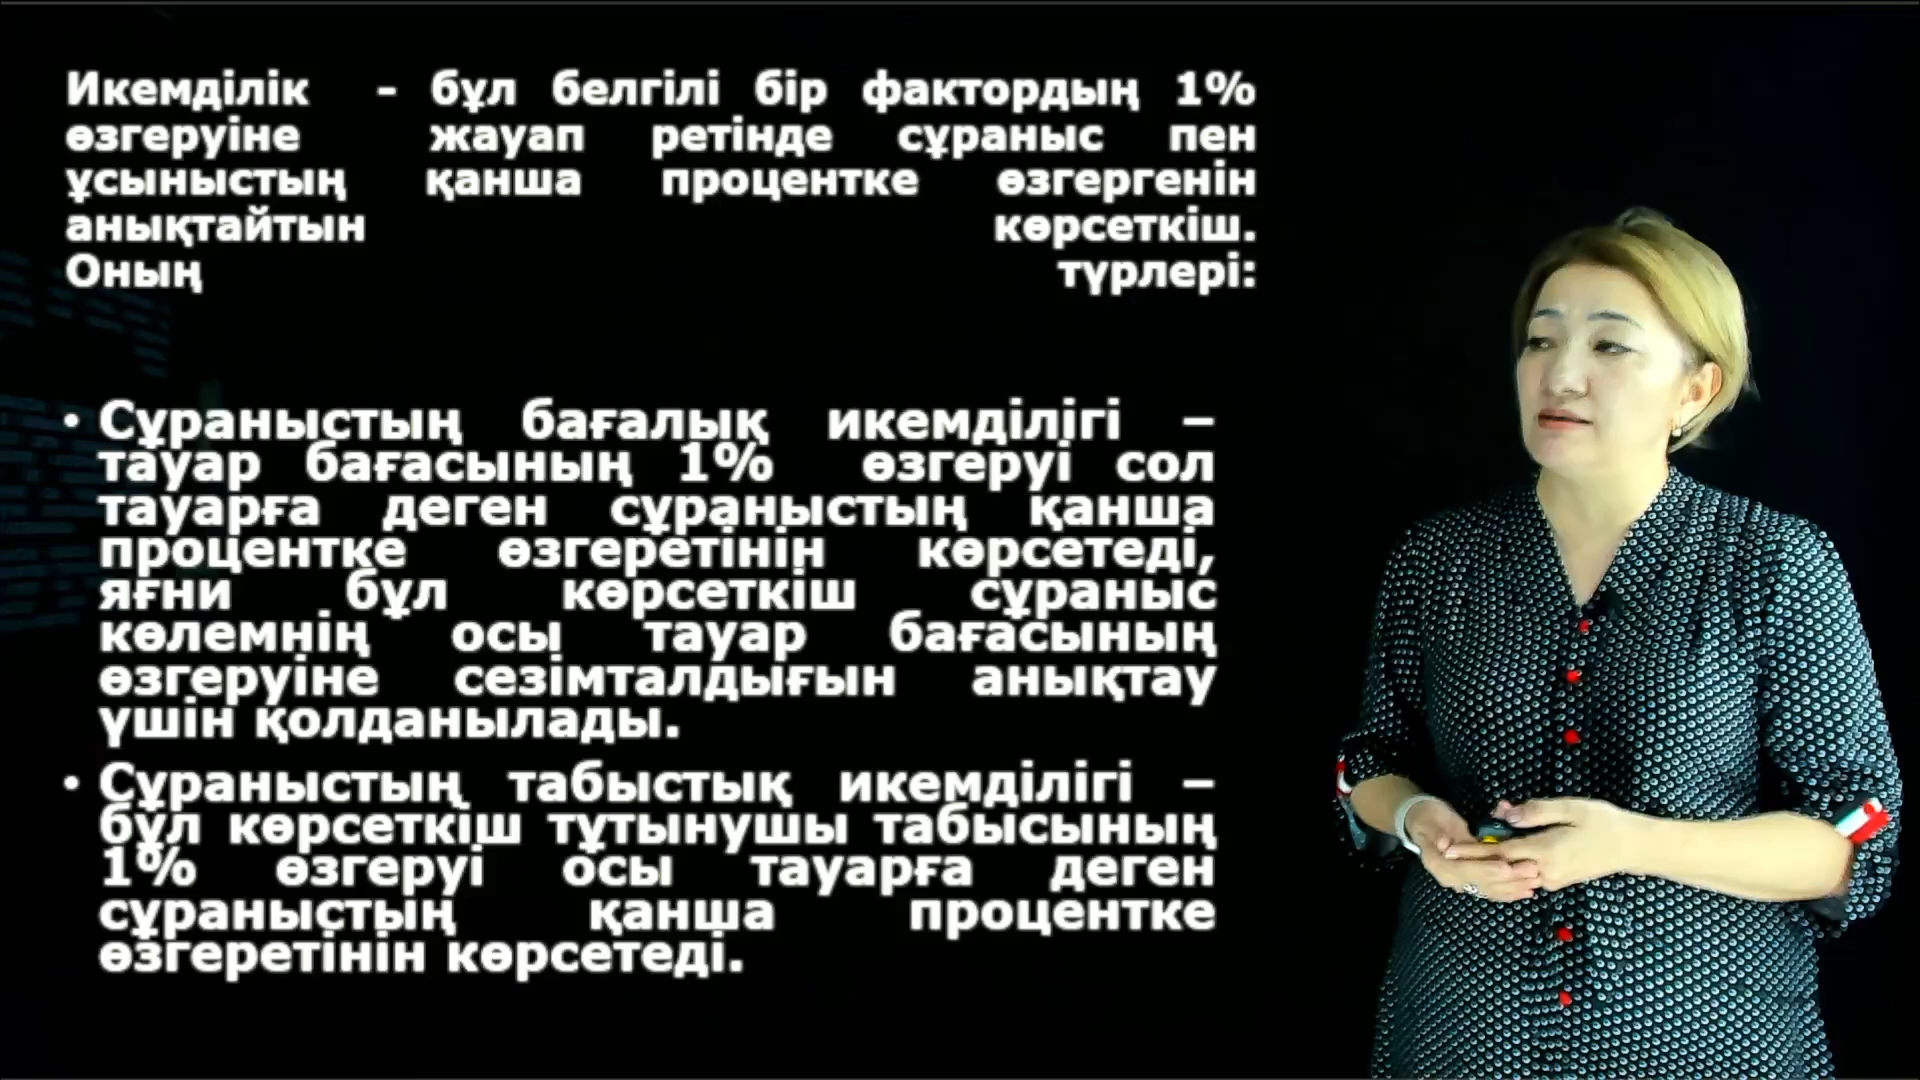 Икемділік - бұл белгілі бір фактордың 1%
өзгеруіне жауап ретінде сұраныс пен
ұсыныстың қанша процентке өзгергенін
анықтайтын көрсеткіш.
Оның түрлері:
• Сұраныстың бағалық икемділігі –
тауар бағасының 1% өзгеруі сол
тауарға деген сұраныстың қанша
процентке өзгеретінін көрсетеді,
яғни бұл көрсеткіш сұраныс
көлемнің осы тауар бағасының
өзгеруіне сезімталдығын анықтау
үшін қолданылады.
• Сұраныстың табыстық икемділігі –
бұл көрсеткіш тұтынушы табысының
1% өзгеруі осы тауарға деген
сұраныстың қанша процентке
өзгеретінін көрсетеді.